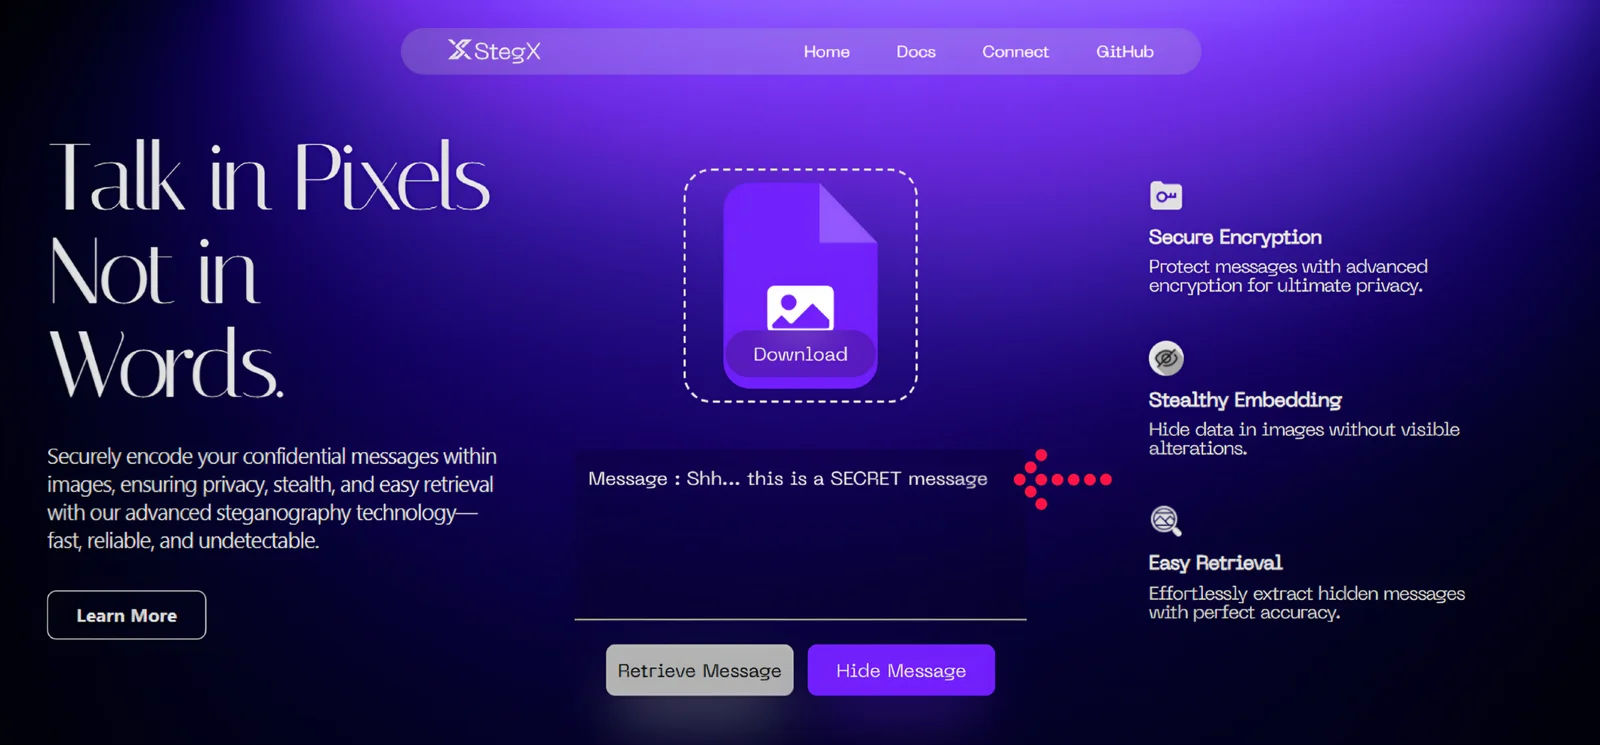 StegX
Home
Docs
Connect
GitHub
Talk in Pixels
Not in
Words.
Securely encode your confidential messages within
images, ensuring privacy, stealth, and easy retrieval
with our advanced steganography technology—
fast, reliable, and undetectable.
Learn More
Download
Message : Shh... this is a SECRET message
Retrieve Message
Hide Message
Secure Encryption
Protect messages with advanced
encryption for ultimate privacy.
Stealthy Embedding
Hide data in images without visible
alterations.
Easy Retrieval
Effortlessly extract hidden messages
with perfect accuracy.